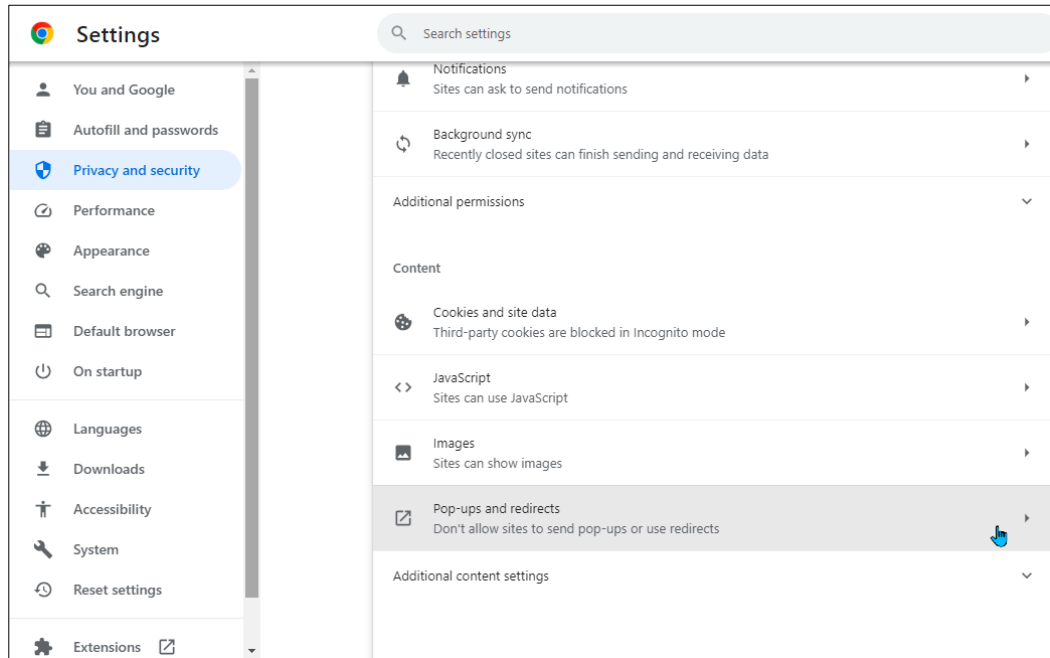 Settings
Search settings
You and Google
Autofill and passwords
Privacy and security
Performance
Appearance
Search engine
Default browser
On startup
Languages
Downloads
Accessibility
System
Reset settings
Extensions
Notifications
Sites can ask to send notifications
Background sync
Recently closed sites can finish sending and receiving data
Additional permissions
Content
Cookies and site data
Third-party cookies are blocked in Incognito mode
JavaScript
Sites can use JavaScript
Images
Sites can show images
Pop-ups and redirects
Don't allow sites to send pop-ups or use redirects
Additional content settings